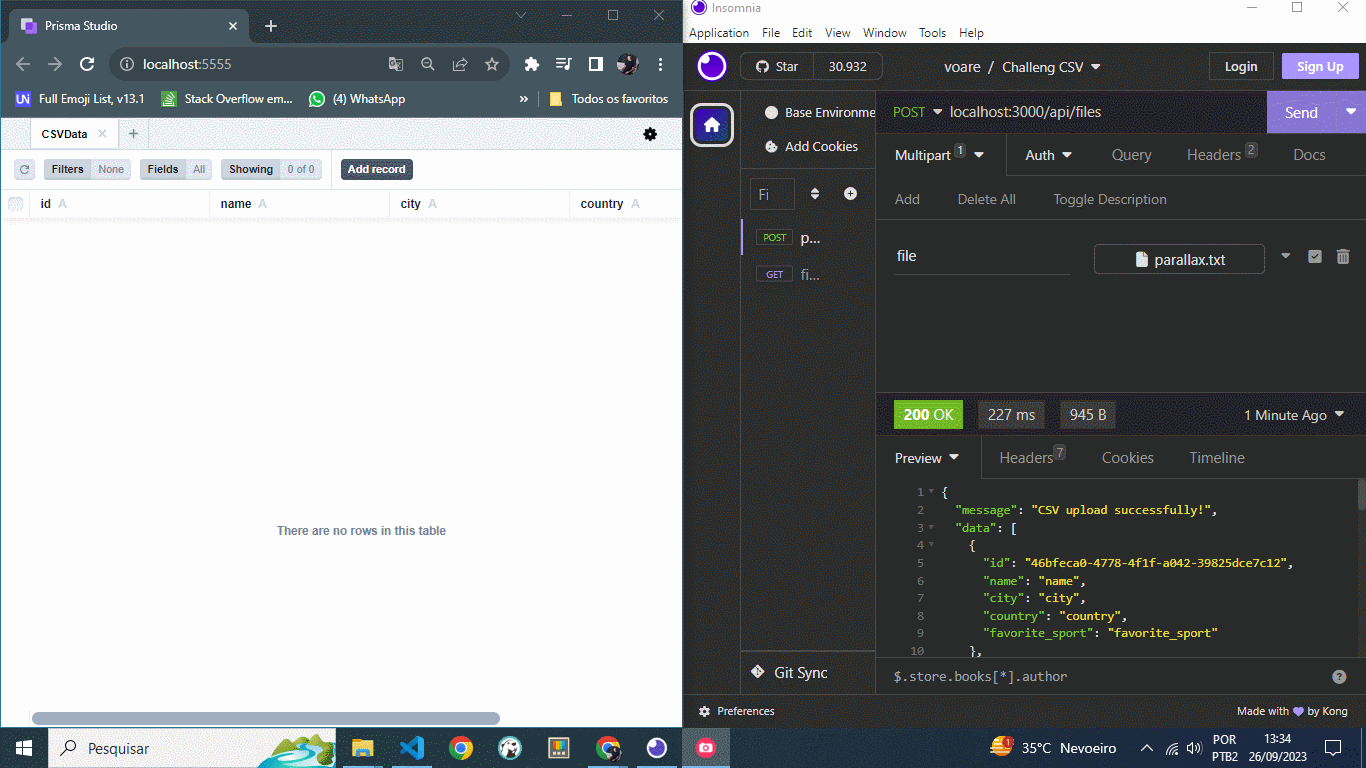 Prisma Studio
localhost:5555
Full Emoji List, v13.1
Stack Overflow em...
(4) WhatsApp
»
Todos os favoritos
CSVData
Filters None
Fields All
Showing 0 of 0
Add record
id A
name A
city A
country A
There are no rows in this table
Insomnia
Application File Edit View Window Tools Help
Star 30.932
voare / Challeng CSV
Login
Sign Up
Base Environme
Add Cookies
Fi
POST p...
GET fi...
Git Sync
POST localhost:3000/api/files
Send
Multipart 1
Auth
Query
Headers 2
Docs
Add
Delete All
Toggle Description
file
parallax.txt
200 OK
227 ms
945 B
1 Minute Ago
Preview
Headers 7
Cookies
Timeline
1 {
2 "message": "CSV upload successfully!",
3 "data": [
4 {
5 "id": "46bfeca0-4778-4f1f-a042-39825dce7c12",
6 "name": "name",
7 "city": "city",
8 "country": "country",
9 "favorite_sport": "favorite_sport"
10 },
$.store.books[*].author
Preferences
Made with by Kong
Pesquisar
1
35°C Nevoeiro
POR
PTB2
13:34
26/09/2023